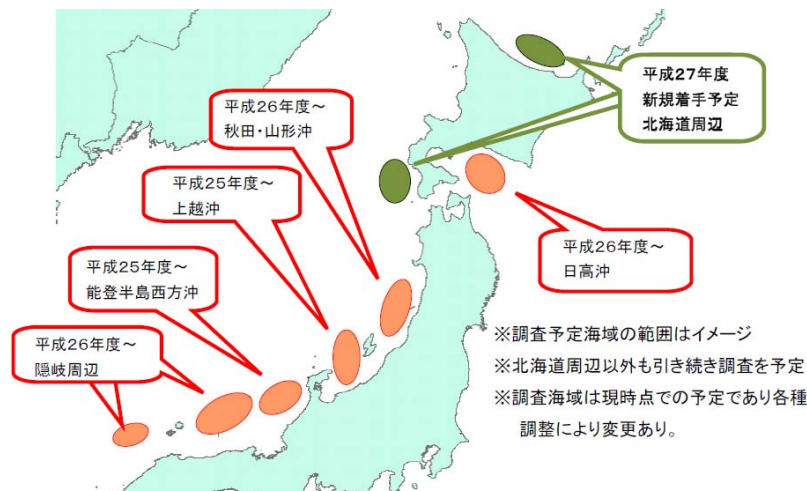 平成27年度
新規着手予定
北海道周辺
平成26年度～
秋田・山形沖
平成25年度～
上越沖
平成25年度～
能登半島西方沖
平成26年度～
隠岐周辺
平成26年度～
日高沖
※調査予定海域の範囲はイメージ
※北海道周辺以外も引き続き調査を予定
※調査海域は現時点での予定であり各種
調整により変更あり。